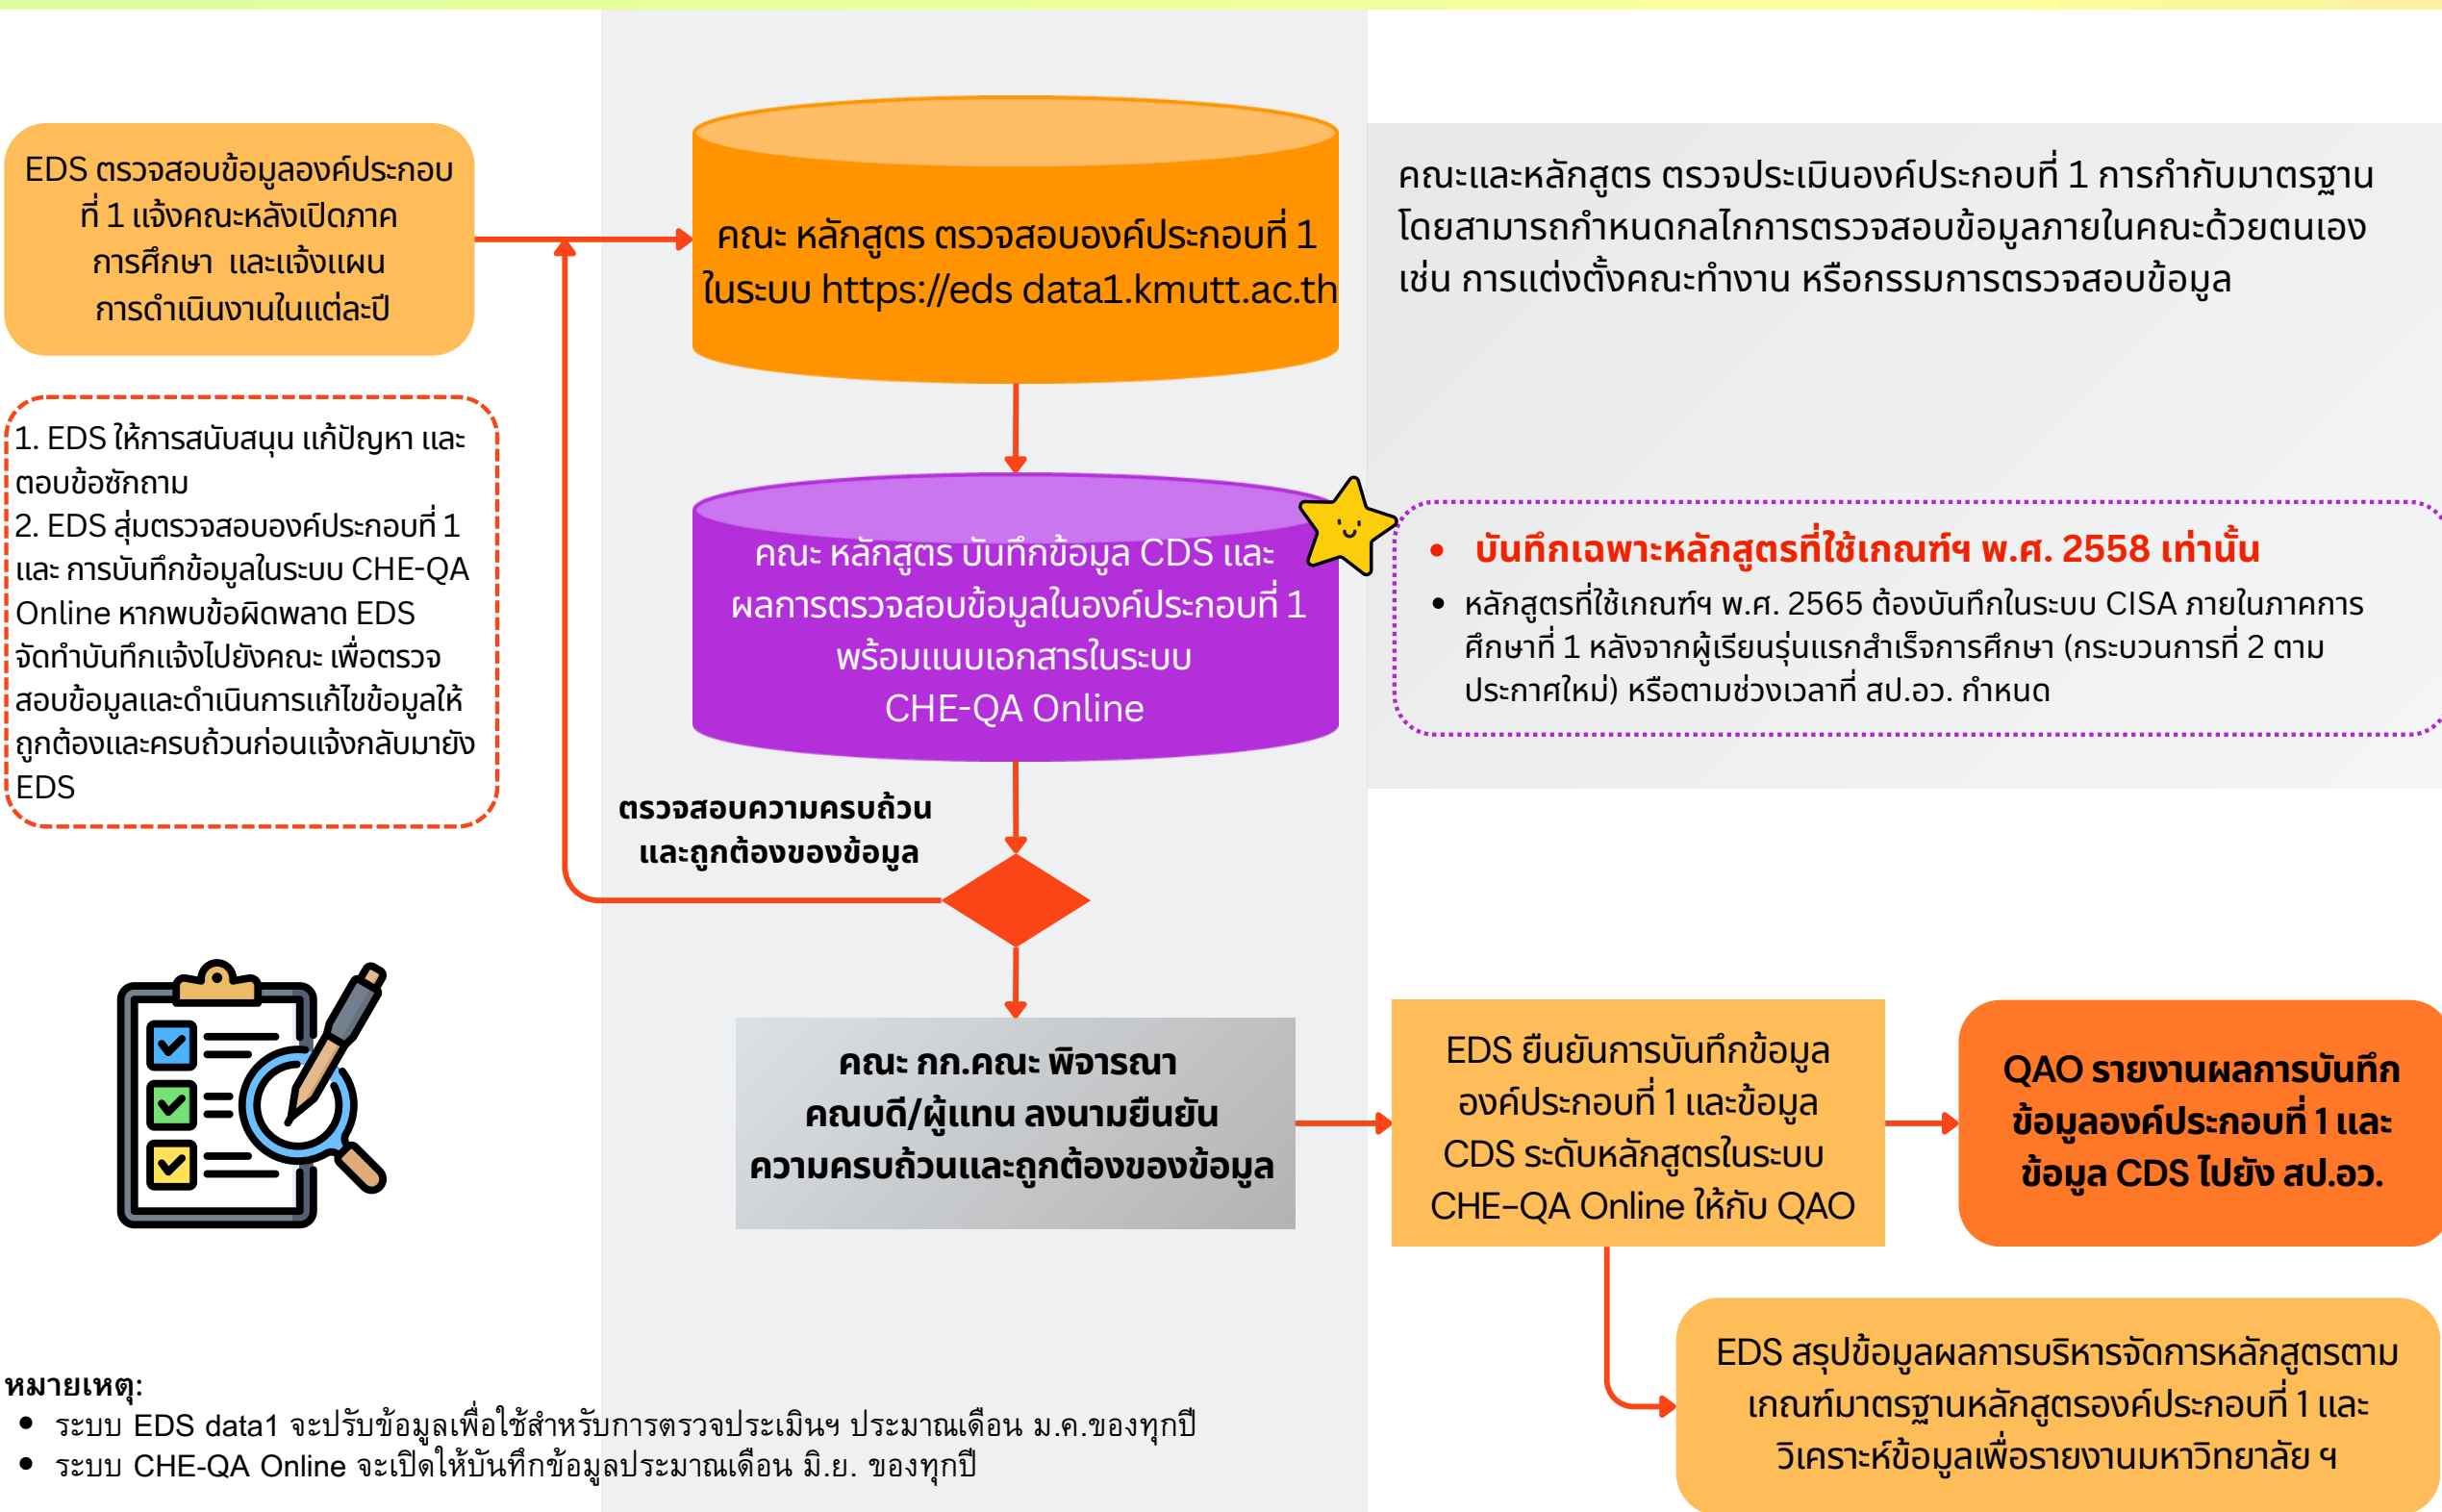 EDS ตรวจสอบข้อมูลองค์ประกอบ
ที่ 1 แจ้งคณะหลังเปิดภาค
การศึกษา และแจ้งแผน
การดำเนินงานในแต่ละปี
คณะ หลักสูตร ตรวจสอบองค์ประกอบที่ 1
ในระบบ https://eds data1.kmutt.ac.th
คณะและหลักสูตร ตรวจประเมินองค์ประกอบที่ 1 การกำกับมาตรฐาน
โดยสามารถกำหนดกลไกการตรวจสอบข้อมูลภายในคณะด้วยตนเอง
เช่น การแต่งตั้งคณะทำงาน หรือกรรมการตรวจสอบข้อมูล
1. EDS ให้การสนับสนุน แก้ปัญหา และ
ตอบข้อซักถาม
2. EDS สุ่มตรวจสอบองค์ประกอบที่ 1
และ การบันทึกข้อมูลในระบบ CHE-QA
Online หากพบข้อผิดพลาด EDS
จัดทำบันทึกแจ้งไปยังคณะ เพื่อตรวจ
สอบข้อมูลและดำเนินการแก้ไขข้อมูลให้
ถูกต้องและครบถ้วนก่อนแจ้งกลับมายัง
EDS
คณะ หลักสูตร บันทึกข้อมูล CDS และ
ผลการตรวจสอบข้อมูลในองค์ประกอบที่ 1
พร้อมแนบเอกสารในระบบ
CHE-QA Online
• บันทึกเฉพาะหลักสูตรที่ใช้เกณฑ์ฯ พ.ศ. 2558 เท่านั้น
• หลักสูตรที่ใช้เกณฑ์ฯ พ.ศ. 2565 ต้องบันทึกในระบบ CISA ภายในภาคการ
ศึกษาที่ 1 หลังจากผู้เรียนรุ่นแรกสำเร็จการศึกษา (กระบวนการที่ 2 ตาม
ประกาศใหม่) หรือตามช่วงเวลาที่ สป.อว. กำหนด
ตรวจสอบความครบถ้วน
และถูกต้องของข้อมูล
คณะ กก.คณะ พิจารณา
คณบดี/ผู้แทน ลงนามยืนยัน
ความครบถ้วนและถูกต้องของข้อมูล
EDS ยืนยันการบันทึกข้อมูล
องค์ประกอบที่ 1 และข้อมูล
CDS ระดับหลักสูตรในระบบ
CHE-QA Online ให้กับ QAO
QAO รายงานผลการบันทึก
ข้อมูลองค์ประกอบที่ 1 และ
ข้อมูล CDS ไปยัง สป.อว.
EDS สรุปข้อมูลผลการบริหารจัดการหลักสูตรตาม
เกณฑ์มาตรฐานหลักสูตรองค์ประกอบที่ 1 และ
วิเคราะห์ข้อมูลเพื่อรายงานมหาวิทยาลัย ฯ
หมายเหตุ:
• ระบบ EDS data1 จะปรับข้อมูลเพื่อใช้สำหรับการตรวจประเมินฯ ประมาณเดือน ม.ค.ของทุกปี
• ระบบ CHE-QA Online จะเปิดให้บันทึกข้อมูลประมาณเดือน มิ.ย. ของทุกปี